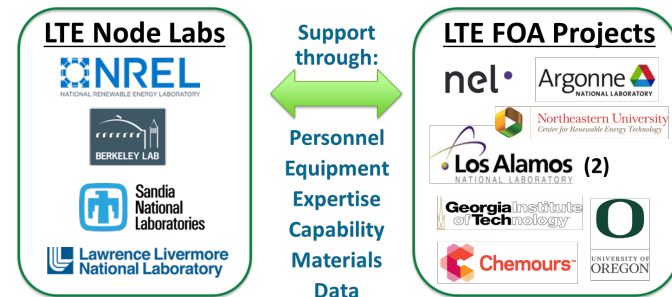 LTE Node Labs
NREL
NATIONAL RENEWABLE ENERGY LABORATORY
BERKELEY LAB
Sandia
National
Laboratories
Lawrence Livermore
National Laboratory
Support
through:
Personnel
Equipment
Expertise
Capability
Materials
Data
LTE FOA Projects
nel•
Argonne
NATIONAL LABORATORY
Northeastern University
Center for Renewable Energy Technology
Los Alamos (2)
NATIONAL LABORATORY
Georgia Institute
of Technology
UNIVERSITY OF
OREGON
Chemours™